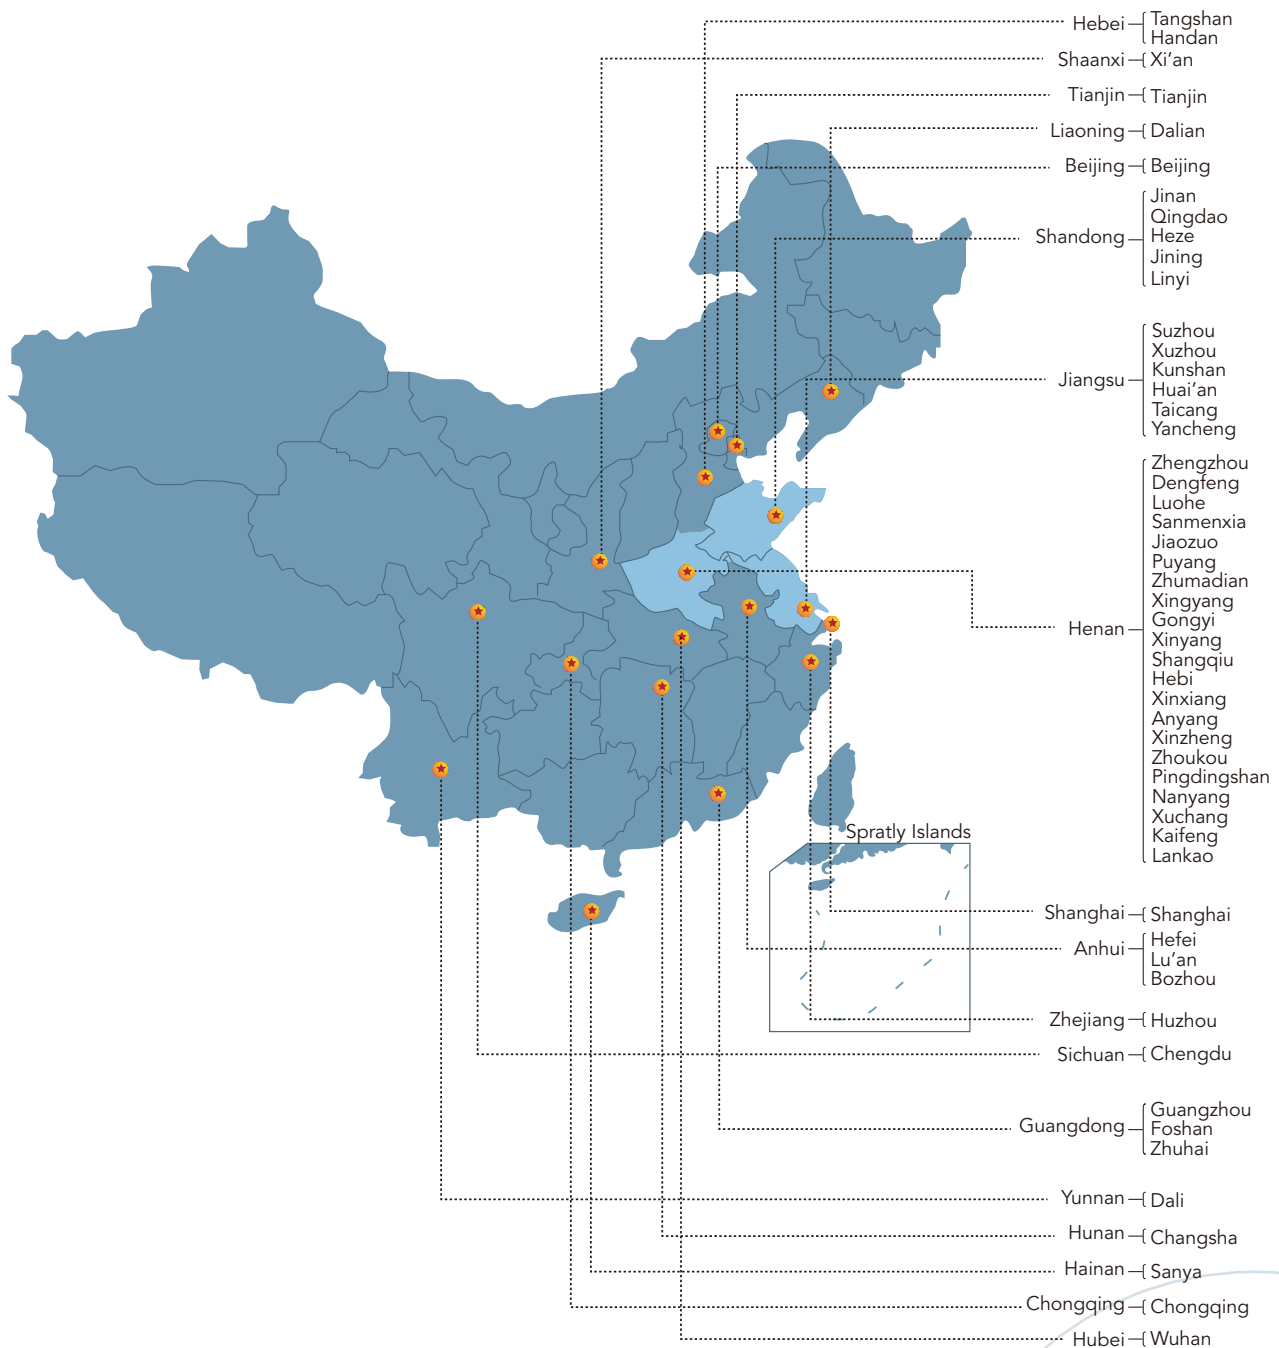 Hebei
Tangshan
Handan
Shaanxi
Xi'an
Tianjin
Tianjin
Liaoning
Dalian
Beijing
Beijing
Shandong
Jinan
Qingdao
Heze
Jining
Linyi
Jiangsu
Suzhou
Xuzhou
Kunshan
Huai'an
Taicang
Yancheng
Henan
Zhengzhou
Dengfeng
Luohe
Sanmenxia
Jiaozuo
Puyang
Zhumadian
Xingyang
Gongyi
Xinyang
Shangqiu
Hebi
Xinxiang
Anyang
Xinzheng
Zhoukou
Pingdingshan
Nanyang
Xuchang
Kaifeng
Lankao
Spratly Islands
Shanghai
Shanghai
Anhui
Hefei
Lu'an
Bozhou
Zhejiang
Huzhou
Sichuan
Chengdu
Guangdong
Guangzhou
Foshan
Zhuhai
Yunnan
Dali
Hunan
Changsha
Hainan
Sanya
Chongqing
Chongqing
Hubei
Wuhan